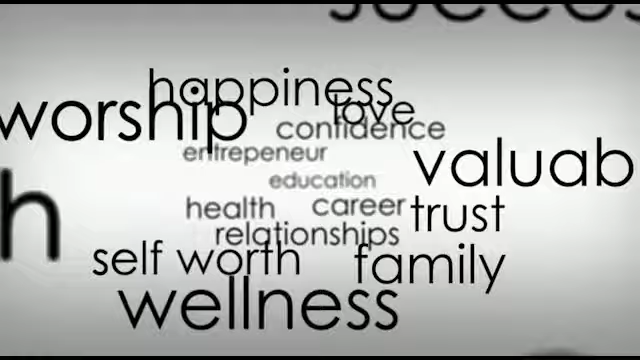 happiness
love
worship
confidence
entrepeneur
valuab
education
health
career
trust
relationships
self worth
family
wellness